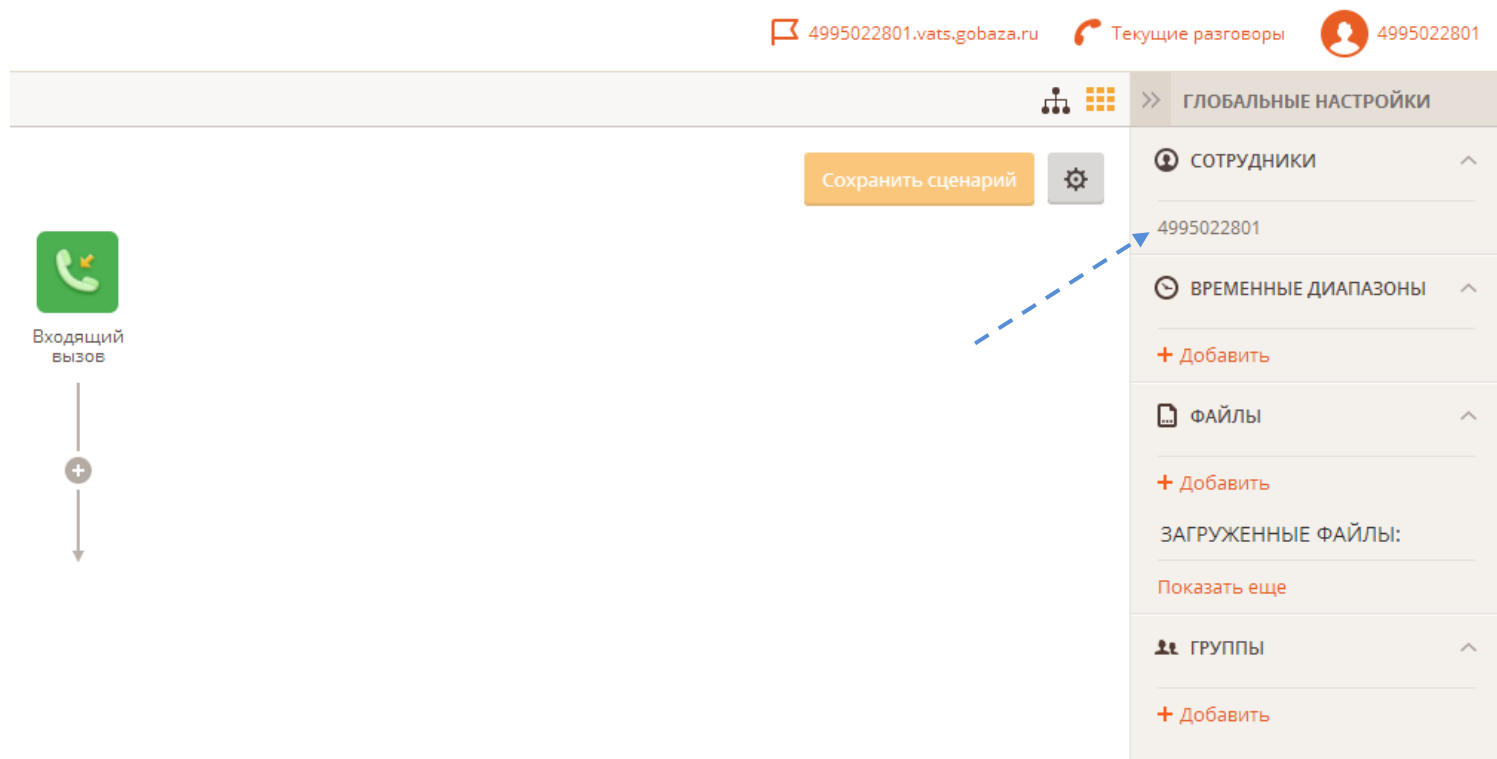 4995022801.vats.gobaza.ru
Текущие разговоры
4995022801
ГЛОБАЛЬНЫЕ НАСТРОЙКИ
Сохранить сценарий
СОТРУДНИКИ
4995022801
ВРЕМЕННЫЕ ДИАПАЗОНЫ
+ Добавить
ФАЙЛЫ
+ Добавить
ЗАГРУЖЕННЫЕ ФАЙЛЫ:
Показать еще
ГРУППЫ
+ Добавить
Входящий
вызов